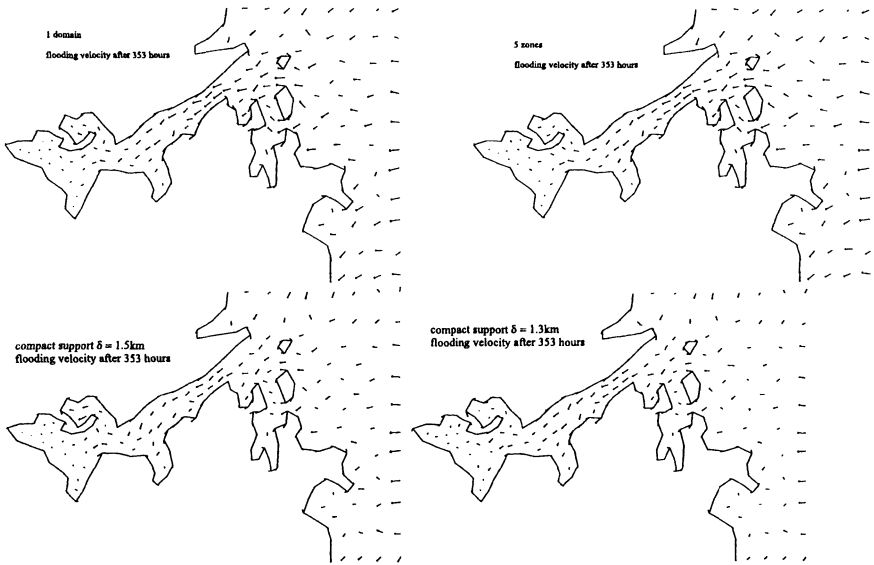 1 domain
flooding velocity after 353 hours
5 zones
flooding velocity after 353 hours
compact support δ = 1.5km
flooding velocity after 353 hours
compact support δ = 1.3km
flooding velocity after 353 hours